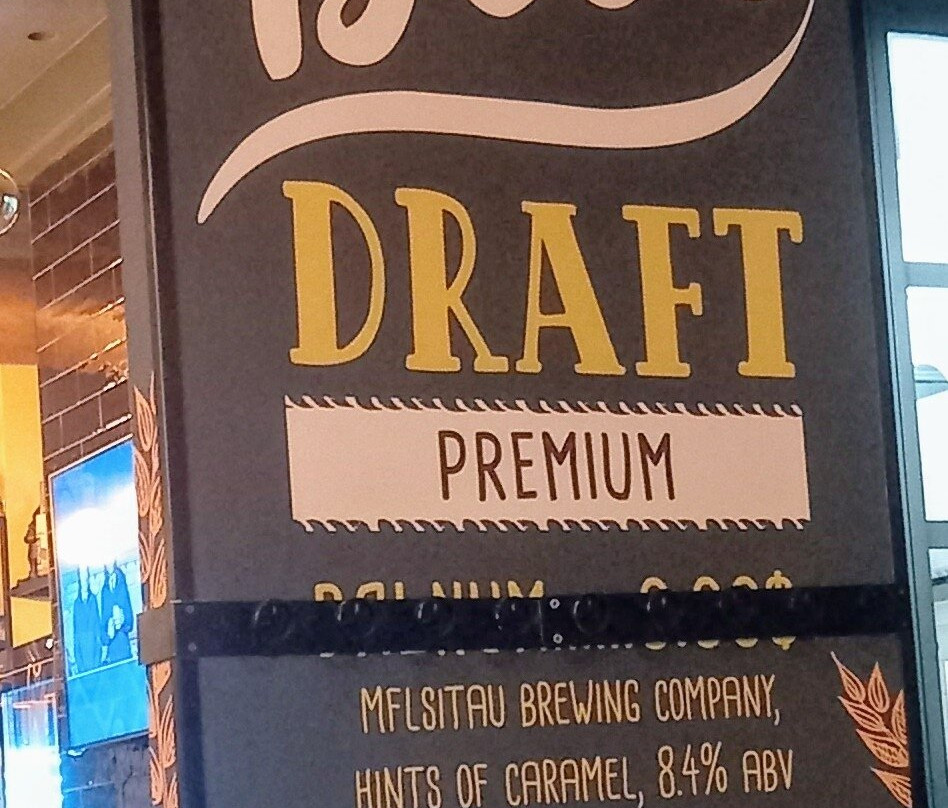 DRAFT
PREMIUM
MFLSITAU BREWING COMPANY,
HINTS OF CARAMEL, 8.4% ABV